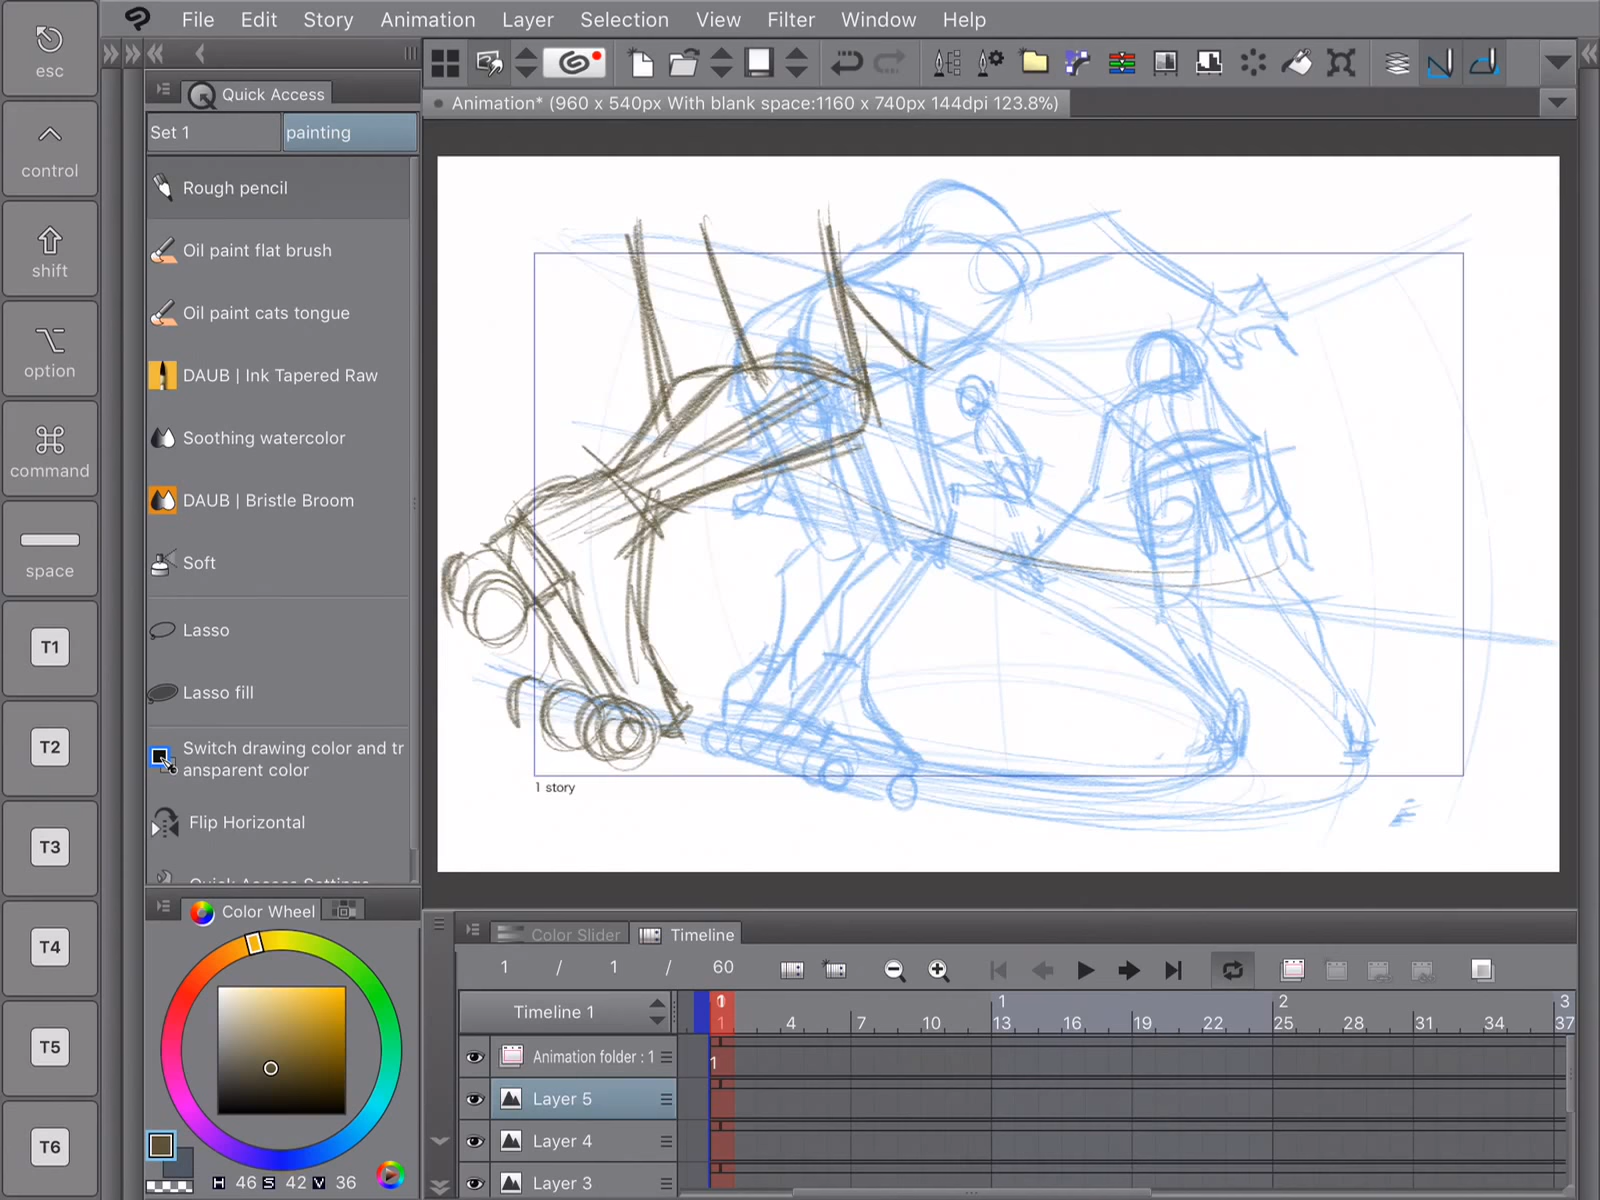 esc
control
shift
option
command
space
T1
T2
T3
T4
T5
T6
File Edit Story Animation Layer Selection View Filter Window Help
Quick Access
Set 1
painting
Rough pencil
Oil paint flat brush
Oil paint cats tongue
DAUB | Ink Tapered Raw
Soothing watercolor
DAUB | Bristle Broom
Soft
Lasso
Lasso fill
Switch drawing color and tr
ansparent color
Flip Horizontal
Quick Access Settings
Color Wheel
H 46 S 42 V 36
Animation* (960 x 540px With blank space:1160 x 740px 144dpi 123.8%)
1 story
Color Slider
Timeline
1 / 1 / 60
Timeline 1
0 1 2 3
1 4 7 10 13 16 19 22 25 28 31 34 37
Animation folder : 1
1
Layer 5
Layer 4
Layer 3